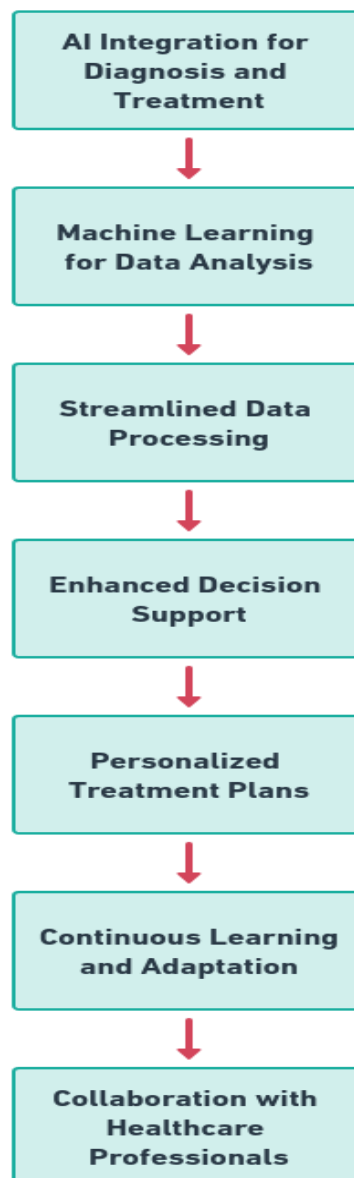 AI Integration for
Diagnosis and
Treatment
Machine Learning
for Data Analysis
Streamlined Data
Processing
Enhanced Decision
Support
Personalized
Treatment Plans
Continuous Learning
and Adaptation
Collaboration with
Healthcare
Professionals